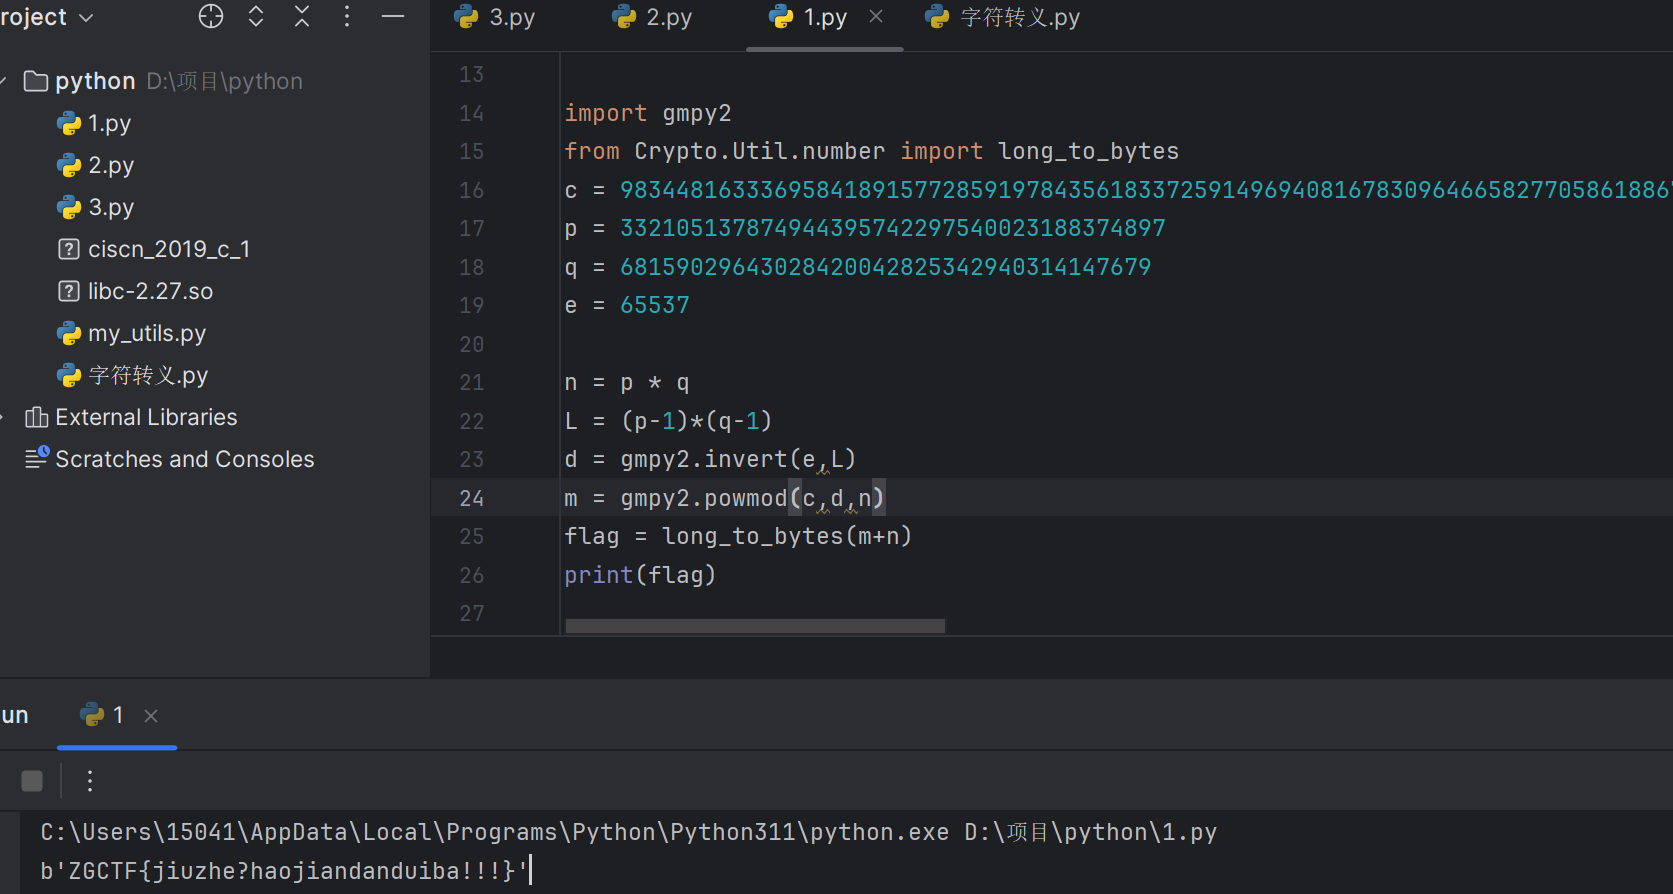 roject
3.py
2.py
1.py
字符转义.py
python D:\项目\python
1.py
2.py
3.py
ciscn_2019_c_1
libc-2.27.so
my_utils.py
字符转义.py
External Libraries
Scratches and Consoles
13
14 import gmpy2
15 from Crypto.Util.number import long_to_bytes
16 c = 9834481633369584189157728591978435618337259149694081678309646658277058618867
17 p = 332105137874944395742297540023188374897
18 q = 68159029643028420042825342940314147679
19 e = 65537
20
21 n = p * q
22 L = (p-1)*(q-1)
23 d = gmpy2.invert(e,L)
24 m = gmpy2.powmod(c,d,n)
25 flag = long_to_bytes(m+n)
26 print(flag)
27
un
1
C:\Users\15041\AppData\Local\Programs\Python\Python311\python.exe D:\项目\python\1.py
b'ZGCTF{jiuzhe?haojiandanduiba!!!}'